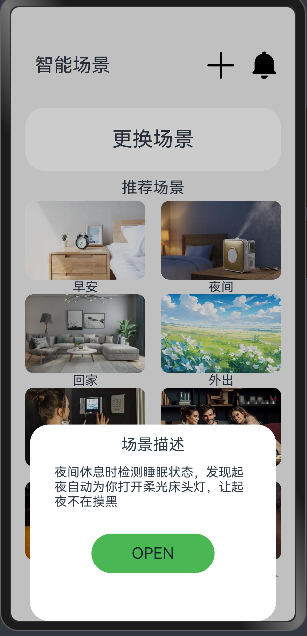 智能场景
更换场景
推荐场景
早安
夜间
回家
外出
场景描述
夜间休息时检测睡眠状态，发现起
夜自动为你打开柔光床头灯，让起
夜不在摸黑
OPEN